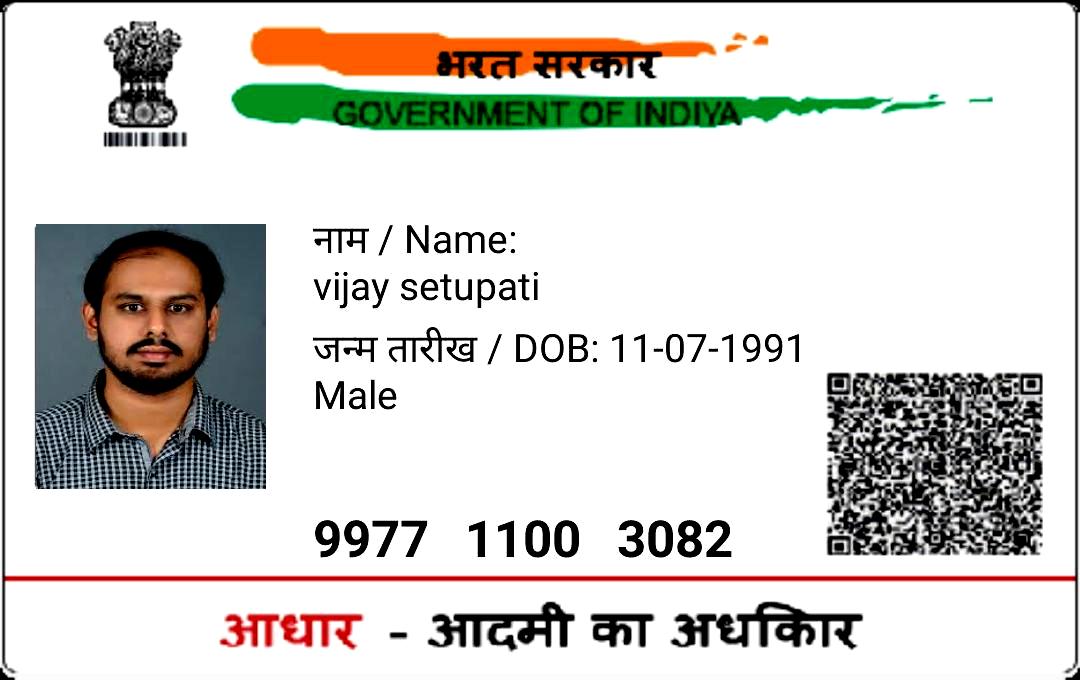 भरत सरकार
GOVERNMENT OF INDIYA
नाम / Name:
vijay setupati
जन्म तारीख / DOB: 11-07-1991
Male
9977 1100 3082
आधार - आदमी का अधकिार